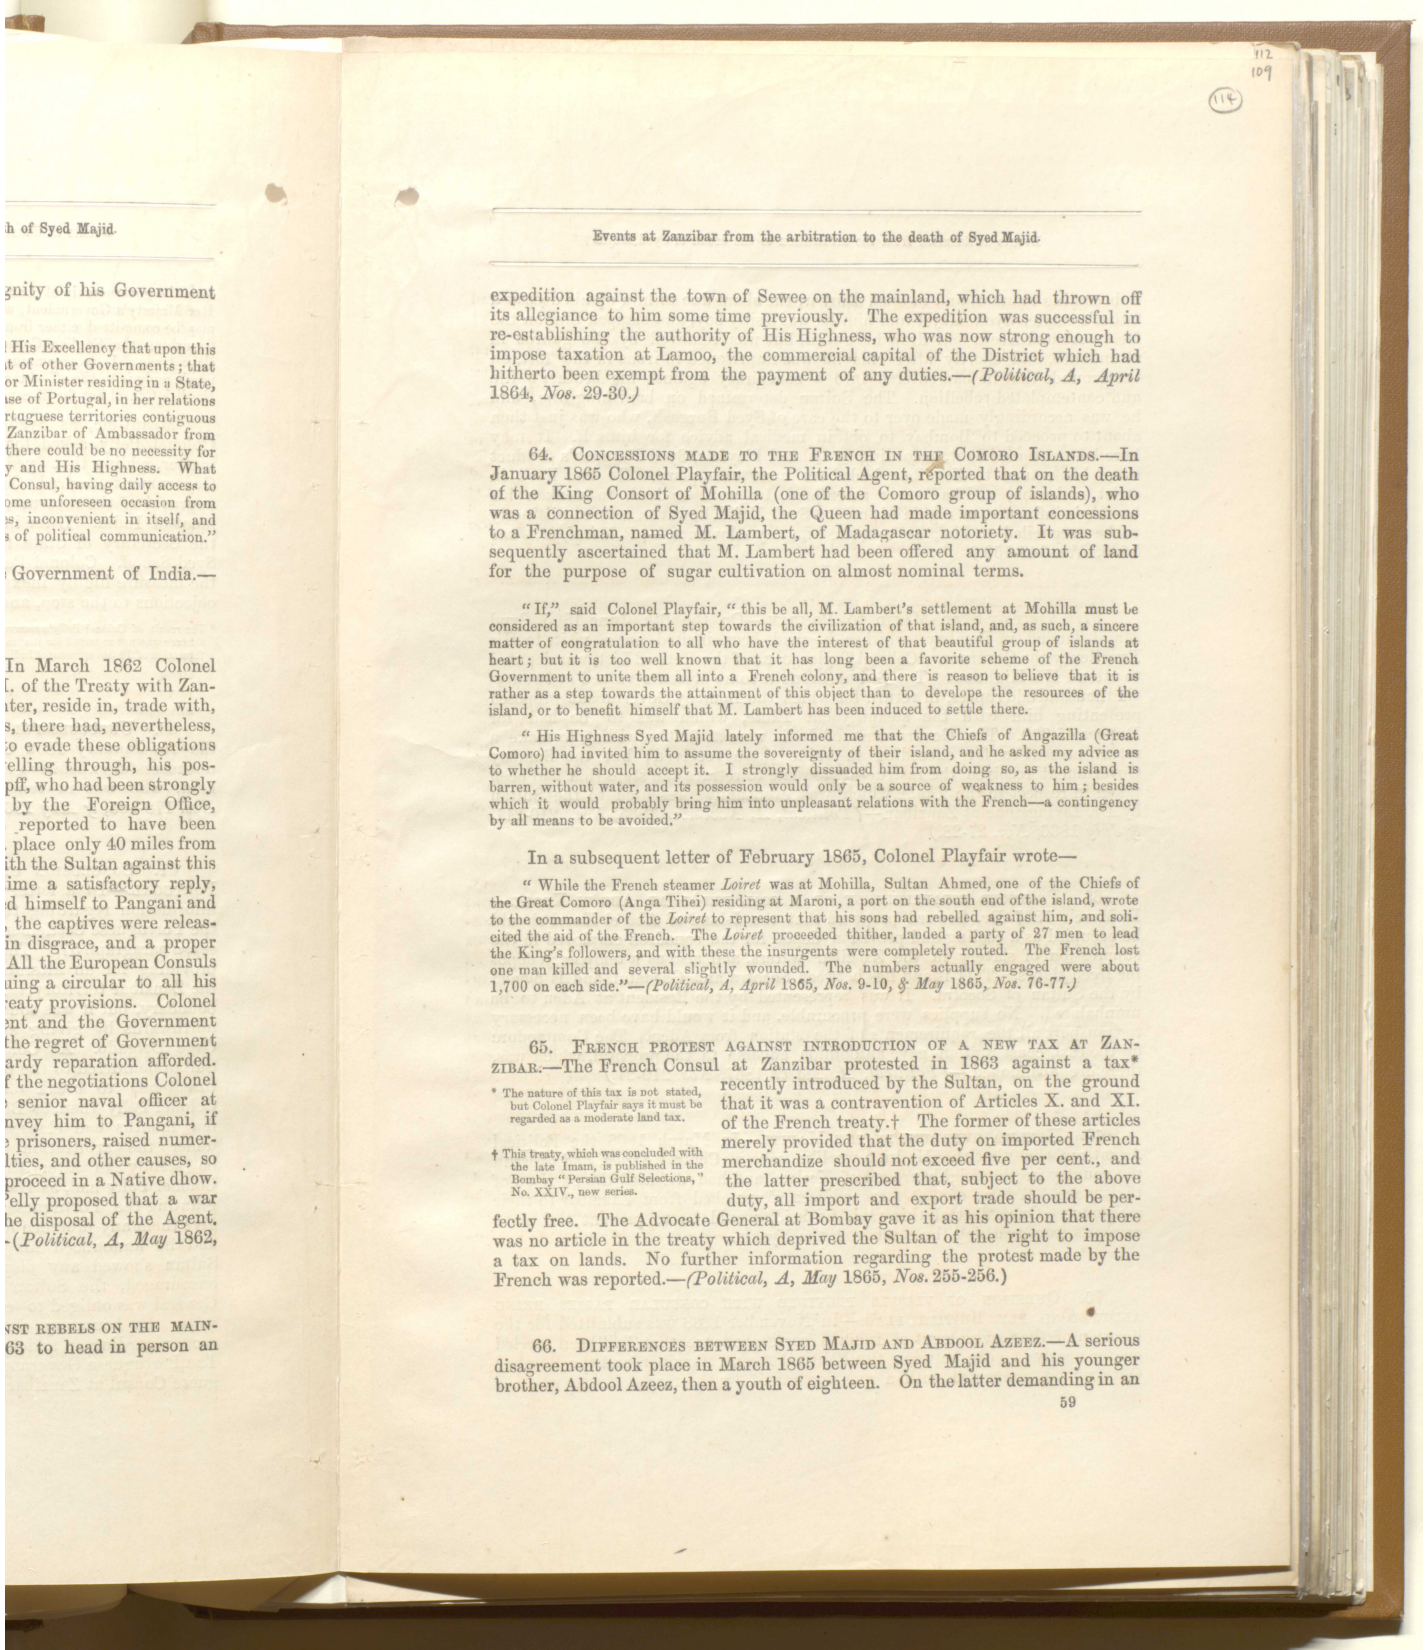 h of Syed Majid.
gnity of his Government
His Excellency that upon this
t of other Governments; that
or Minister residing in a State,
se of Portugal, in her relations
rtuguese territories contiguous
Zanzibar of Ambassador from
there could be no necessity for
y and His Highness. What
Consul, having daily access to
ome unforeseen occasion from
s, inconvenient in itself, and
s of political communication.”
Government of India.—
In March 1862 Colonel
I. of the Treaty with Zan-
ter, reside in, trade with,
s, there had, nevertheless,
to evade these obligations
elling through, his pos-
pff, who had been strongly
by the Foreign Office,
reported to have been
place only 40 miles from
ith the Sultan against this
ime a satisfactory reply,
d himself to Pangani and
, the captives were releas-
in disgrace, and a proper
All the European Consuls
uing a circular to all his
reaty provisions. Colonel
ent and the Government
the regret of Government
ardy reparation afforded.
f the negotiations Colonel
senior naval officer at
nvey him to Pangani, if
prisoners, raised numer-
lties, and other causes, so
proceed in a Native dhow.
Pelly proposed that a war
he disposal of the Agent.
—(Political, A, May 1862,
NST REBELS ON THE MAIN-
63 to head in person an
112
109
114
Events at Zanzibar from the arbitration to the death of Syed Majid.
expedition against the town of Sewee on the mainland, which had thrown off
its allegiance to him some time previously. The expedition was successful in
re-establishing the authority of His Highness, who was now strong enough to
impose taxation at Lamoo, the commercial capital of the District which had
hitherto been exempt from the payment of any duties.—(Political, A, April
1864, Nos. 29-30.)
64. CONCESSIONS MADE TO THE FRENCH IN THE COMORO ISLANDS.—In
January 1865 Colonel Playfair, the Political Agent, reported that on the death
of the King Consort of Mohilla (one of the Comoro group of islands), who
was a connection of Syed Majid, the Queen had made important concessions
to a Frenchman, named M. Lambert, of Madagascar notoriety. It was sub-
sequently ascertained that M. Lambert had been offered any amount of land
for the purpose of sugar cultivation on almost nominal terms.
“If,” said Colonel Playfair, “this be all, M. Lambert’s settlement at Mohilla must be
considered as an important step towards the civilization of that island, and, as such, a sincere
matter of congratulation to all who have the interest of that beautiful group of islands at
heart; but it is too well known that it has long been a favorite scheme of the French
Government to unite them all into a French colony, and there is reason to believe that it is
rather as a step towards the attainment of this object than to develope the resources of the
island, or to benefit himself that M. Lambert has been induced to settle there.
“His Highness Syed Majid lately informed me that the Chiefs of Angazilla (Great
Comoro) had invited him to assume the sovereignty of their island, and he asked my advice as
to whether he should accept it. I strongly dissuaded him from doing so, as the island is
barren, without water, and its possession would only be a source of weakness to him; besides
which it would probably bring him into unpleasant relations with the French—a contingency
by all means to be avoided.”
In a subsequent letter of February 1865, Colonel Playfair wrote—
“While the French steamer Loiret was at Mohilla, Sultan Ahmed, one of the Chiefs of
the Great Comoro (Anga Tihei) residing at Maroni, a port on the south end of the island, wrote
to the commander of the Loiret to represent that his sons had rebelled against him, and soli-
cited the aid of the French. The Loiret proceeded thither, landed a party of 27 men to lead
the King’s followers, and with these the insurgents were completely routed. The French lost
one man killed and several slightly wounded. The numbers actually engaged were about
1,700 on each side.”—(Political, A, April 1865, Nos. 9-10, & May 1865, Nos. 76-77.)
65. FRENCH PROTEST AGAINST INTRODUCTION OF A NEW TAX AT ZAN-
ZIBAR.—The French Consul at Zanzibar protested in 1863 against a tax*
recently introduced by the Sultan, on the ground
that it was a contravention of Articles X. and XI.
of the French treaty.† The former of these articles
merely provided that the duty on imported French
merchandize should not exceed five per cent., and
the latter prescribed that, subject to the above
duty, all import and export trade should be per-
* The nature of this tax is not stated,
but Colonel Playfair says it must be
regarded as a moderate land tax.
† This treaty, which was concluded with
the late Imam, is published in the
Bombay “Persian Gulf Selections,”
No. XXIV., new series.
fectly free. The Advocate General at Bombay gave it as his opinion that there
was no article in the treaty which deprived the Sultan of the right to impose
a tax on lands. No further information regarding the protest made by the
French was reported.—(Political, A, May 1865, Nos. 255-256.)
66. DIFFERENCES BETWEEN SYED MAJID AND ABDOOL AZEEZ.—A serious
disagreement took place in March 1865 between Syed Majid and his younger
brother, Abdool Azeez, then a youth of eighteen. On the latter demanding in an
59